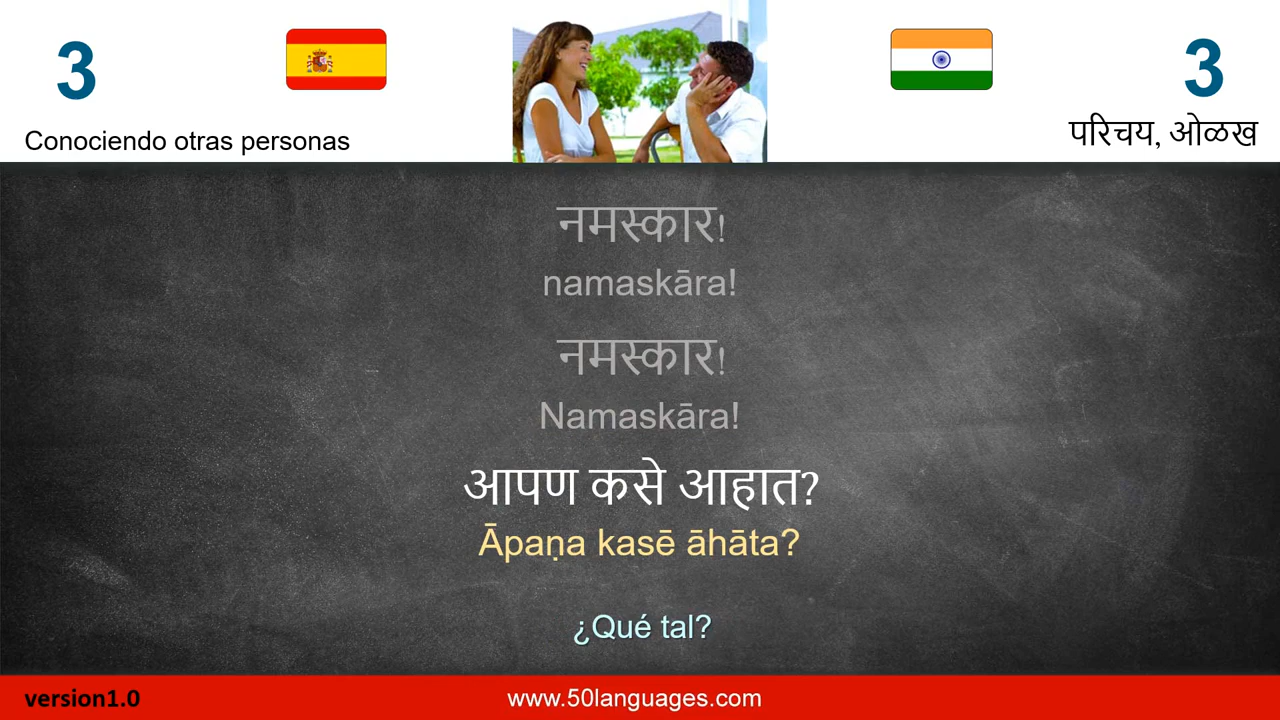 3
3
Conociendo otras personas
परिचय, ओळख
नमस्कार!
namaskāra!
नमस्कार!
Namaskāra!
आपण कसे आहात?
Āpaṇa kasē āhāta?
¿Qué tal?
version1.0
www.50languages.com